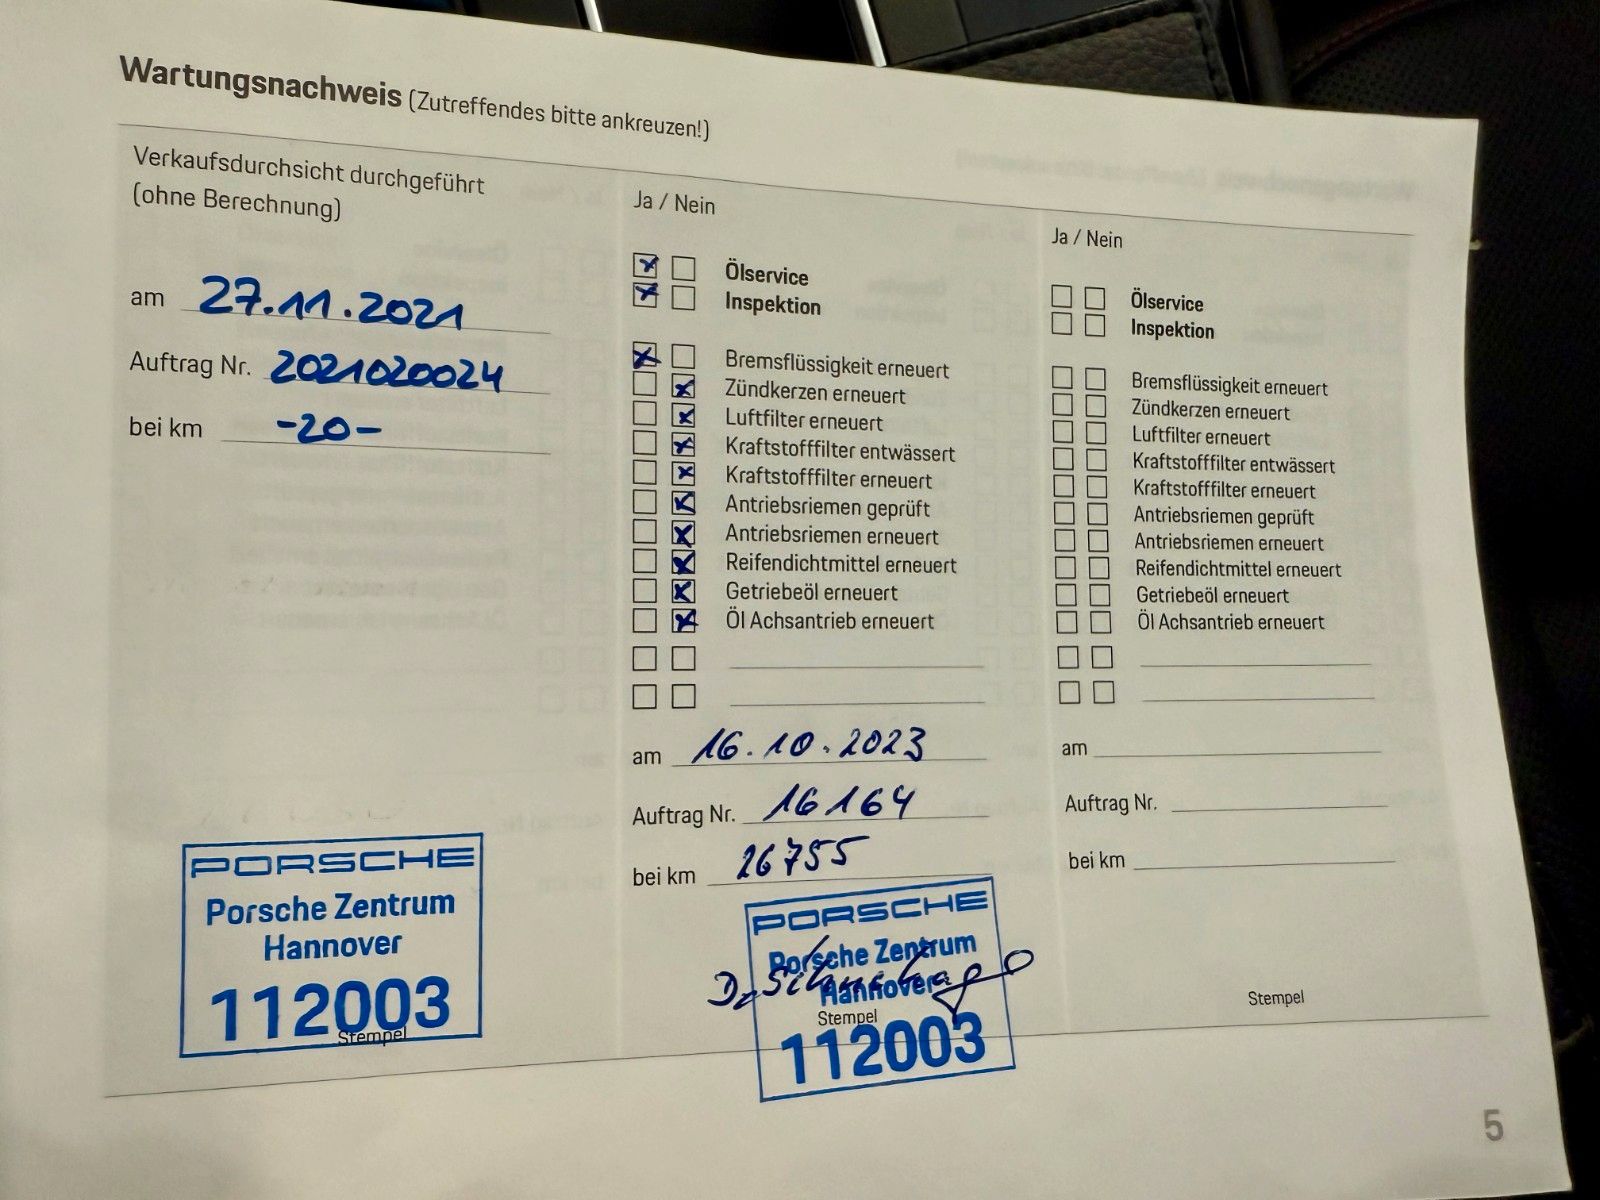 Wartungsnachweis (Zutreffendes bitte ankreuzen!)
Verkaufsdurchsicht durchgeführt
(ohne Berechnung)
am 27.11.2021
Auftrag Nr. 2021020024
bei km -20-
PORSCHE
Porsche Zentrum
Hannover
112003
Stempel
Ja / Nein
Ölservice
Inspektion
Bremsflüssigkeit erneuert
Zündkerzen erneuert
Luftfilter erneuert
Kraftstofffilter entwässert
Kraftstofffilter erneuert
Antriebsriemen geprüft
Antriebsriemen erneuert
Reifendichtmittel erneuert
Getriebeöl erneuert
Öl Achsantrieb erneuert
am 16.10.2023
Auftrag Nr. 16164
bei km 26755
PORSCHE
Porsche Zentrum
Hannover
Stempel
112003
Ja / Nein
Ölservice
Inspektion
Bremsflüssigkeit erneuert
Zündkerzen erneuert
Luftfilter erneuert
Kraftstofffilter entwässert
Kraftstofffilter erneuert
Antriebsriemen geprüft
Antriebsriemen erneuert
Reifendichtmittel erneuert
Getriebeöl erneuert
Öl Achsantrieb erneuert
am
Auftrag Nr.
bei km
Stempel
5